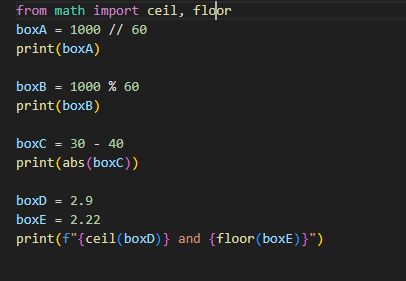 from math import ceil, floor
boxA = 1000 // 60
print(boxA)
boxB = 1000 % 60
print(boxB)
boxC = 30 - 40
print(abs(boxC))
boxD = 2.9
boxE = 2.22
print(f"{ceil(boxD)} and {floor(boxE)}")